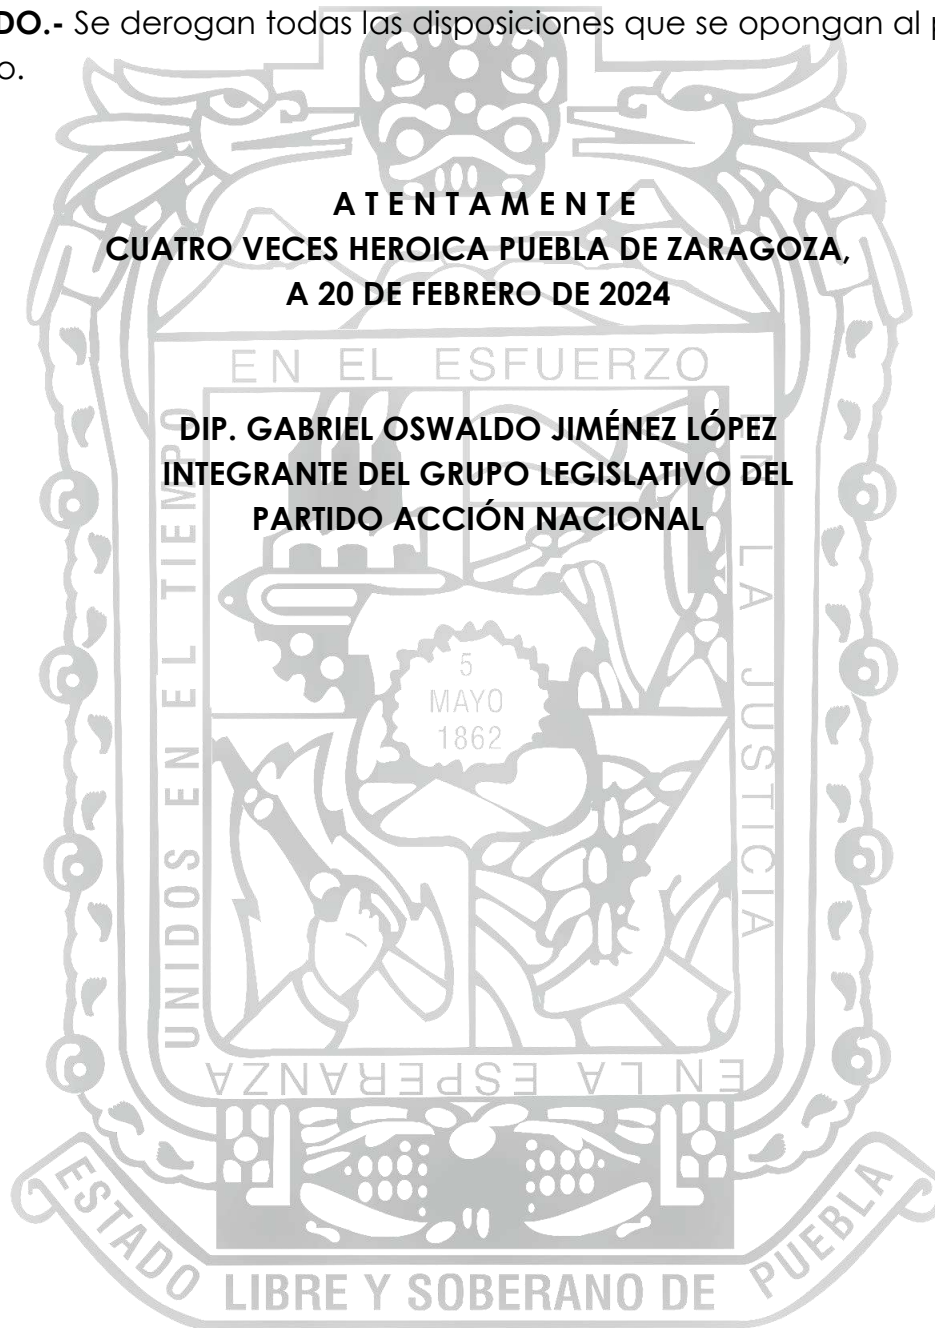 DO.- Se derogan todas las disposiciones que se opongan al p
o.
A T E N T A M E N T E
CUATRO VECES HEROICA PUEBLA DE ZARAGOZA,
A 20 DE FEBRERO DE 2024
EN EL ESFUERZO
DIP. GABRIEL OSWALDO JIMÉNEZ LÓPEZ
INTEGRANTE DEL GRUPO LEGISLATIVO DEL
PARTIDO ACCIÓN NACIONAL
EN LA JUSTICIA
UNIDOS EN EL TIEMPO
5
MAYO
1862
EN LA ESPERANZA
ESTADO LIBRE Y SOBERANO DE PUEBLA